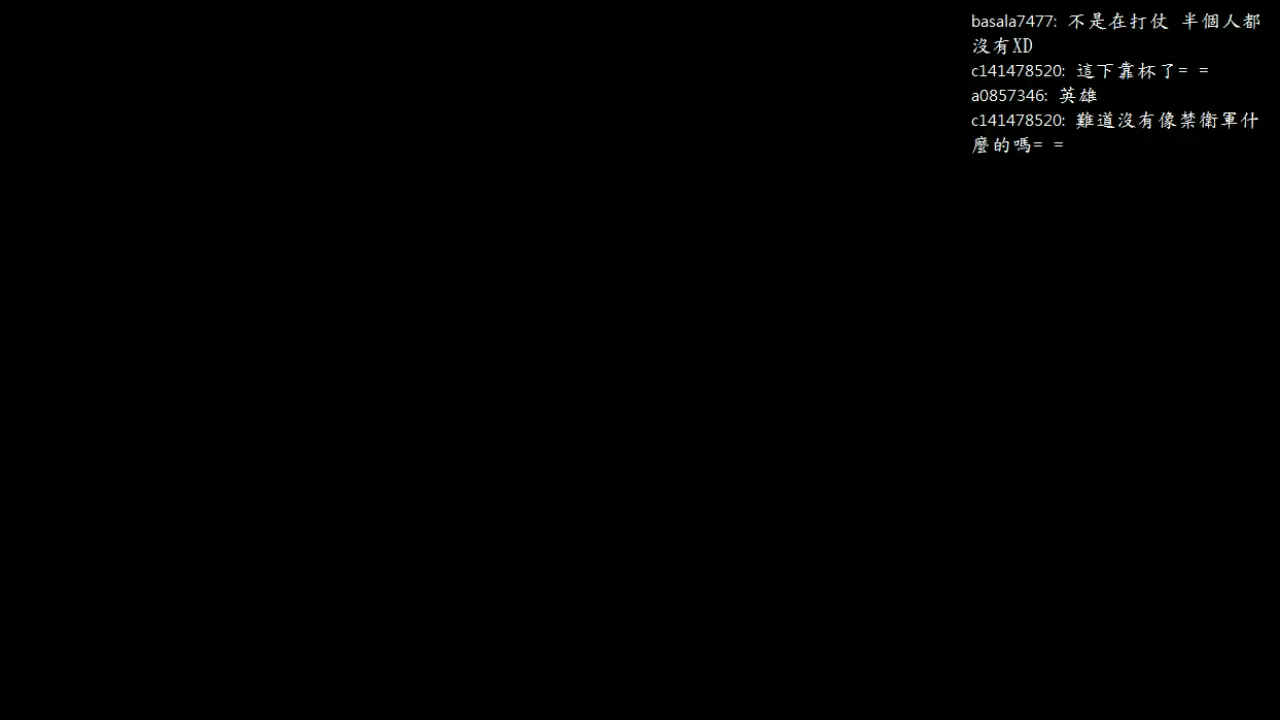 basala7477: 不是在打仗 半個人都
沒有XD
c141478520: 這下靠杯了= =
a0857346: 英雄
c141478520: 難道沒有像禁衛軍什
麼的嗎= =